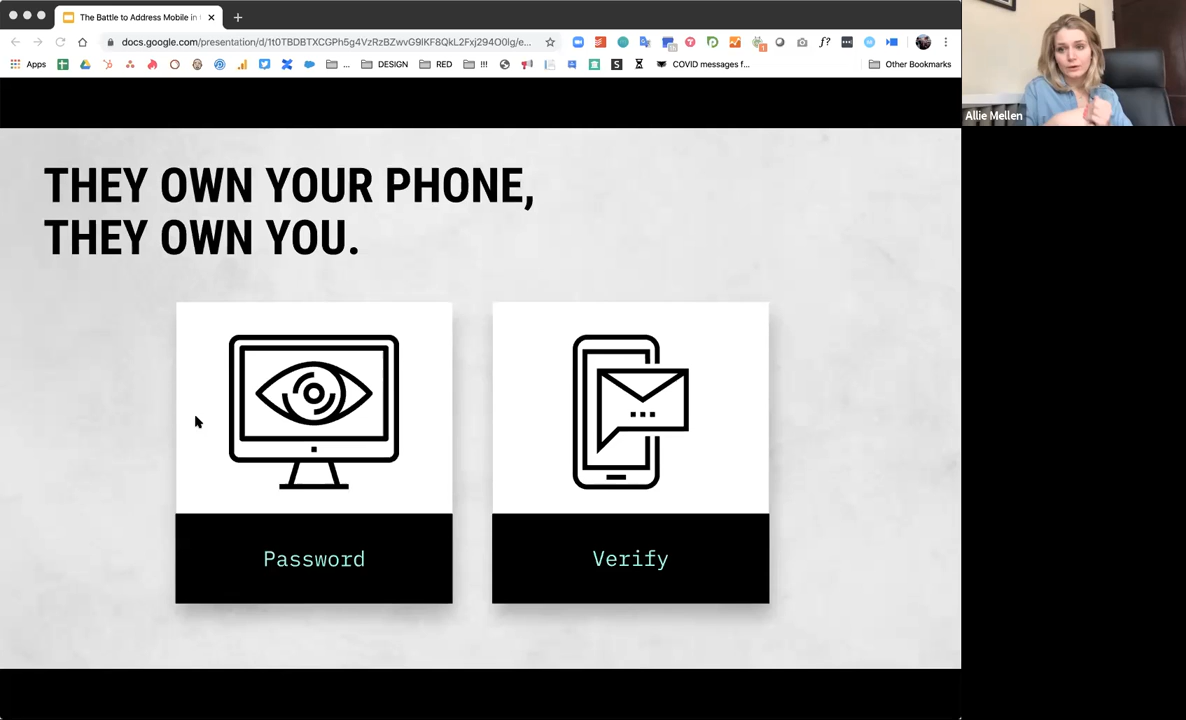 The Battle to Address Mobile in
docs.google.com/presentation/d/1t0TBDBTXCGPh5g4VzRzBZwvG9IKF8QkL2Fxj294O0lg/e...
Apps
...
DESIGN
RED
!!!
COVID messages f...
Other Bookmarks
Allie Mellen
THEY OWN YOUR PHONE,
THEY OWN YOU.
Password
Verify